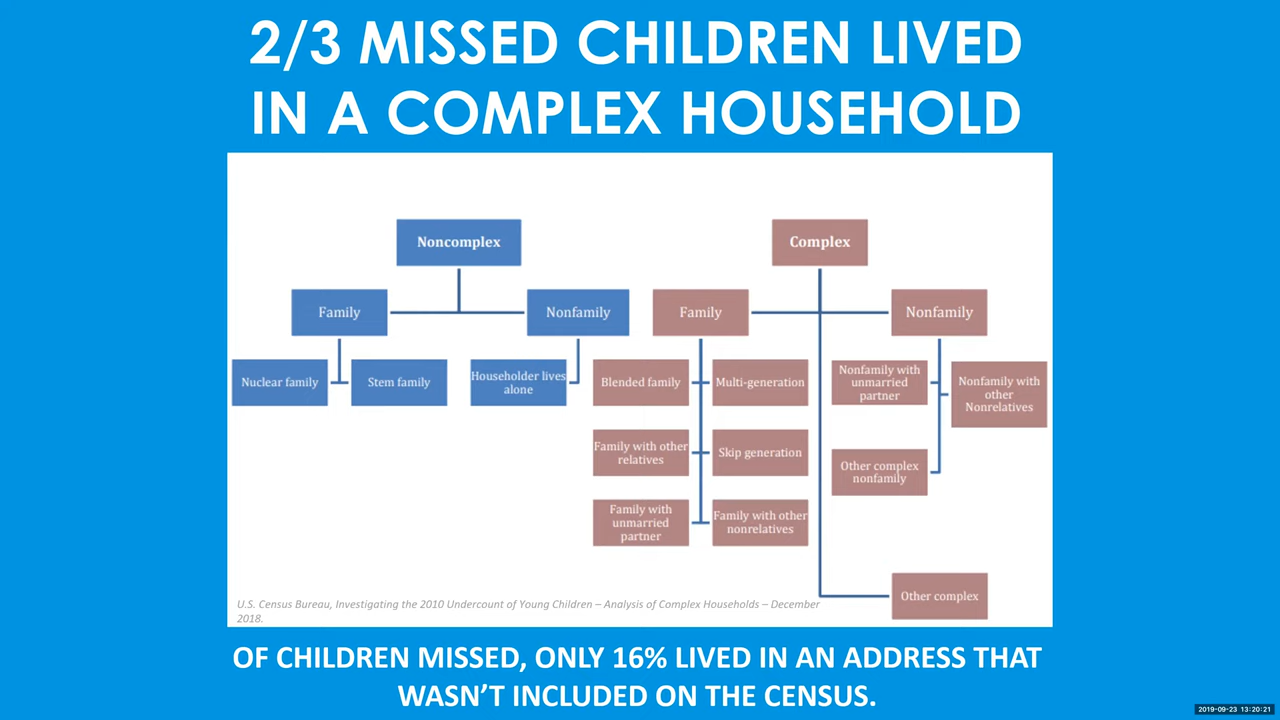 2/3 MISSED CHILDREN LIVED
IN A COMPLEX HOUSEHOLD
Noncomplex
Complex
Family
Nonfamily
Family
Nonfamily
Nuclear family
Stem family
Householder lives
alone
Blended family
Multi-generation
Nonfamily with
unmarried
partner
Nonfamily with
other
Nonrelatives
Family with other
relatives
Skip generation
Other complex
nonfamily
Family with
unmarried
partner
Family with other
nonrelatives
Other complex
U.S. Census Bureau, Investigating the 2010 Undercount of Young Children – Analysis of Complex Households – December
2018.
OF CHILDREN MISSED, ONLY 16% LIVED IN AN ADDRESS THAT
WASN'T INCLUDED ON THE CENSUS.
2019-09-23 13:20:21